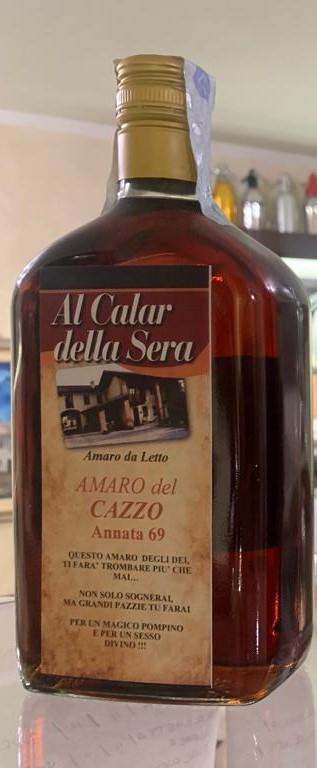 Al Calar
della Sera
Amaro da Letto
AMARO del
CAZZO
Annata 69
QUESTO AMARO DEGLI DEI,
TI FARA' TROMBARE PIU' CHE
MAI...
NON SOLO SOGNERAI,
MA GRANDI PAZZIE TU FARAI
PER UN MAGICO POMPINO
E PER UN SESSO
DIVINO !!!